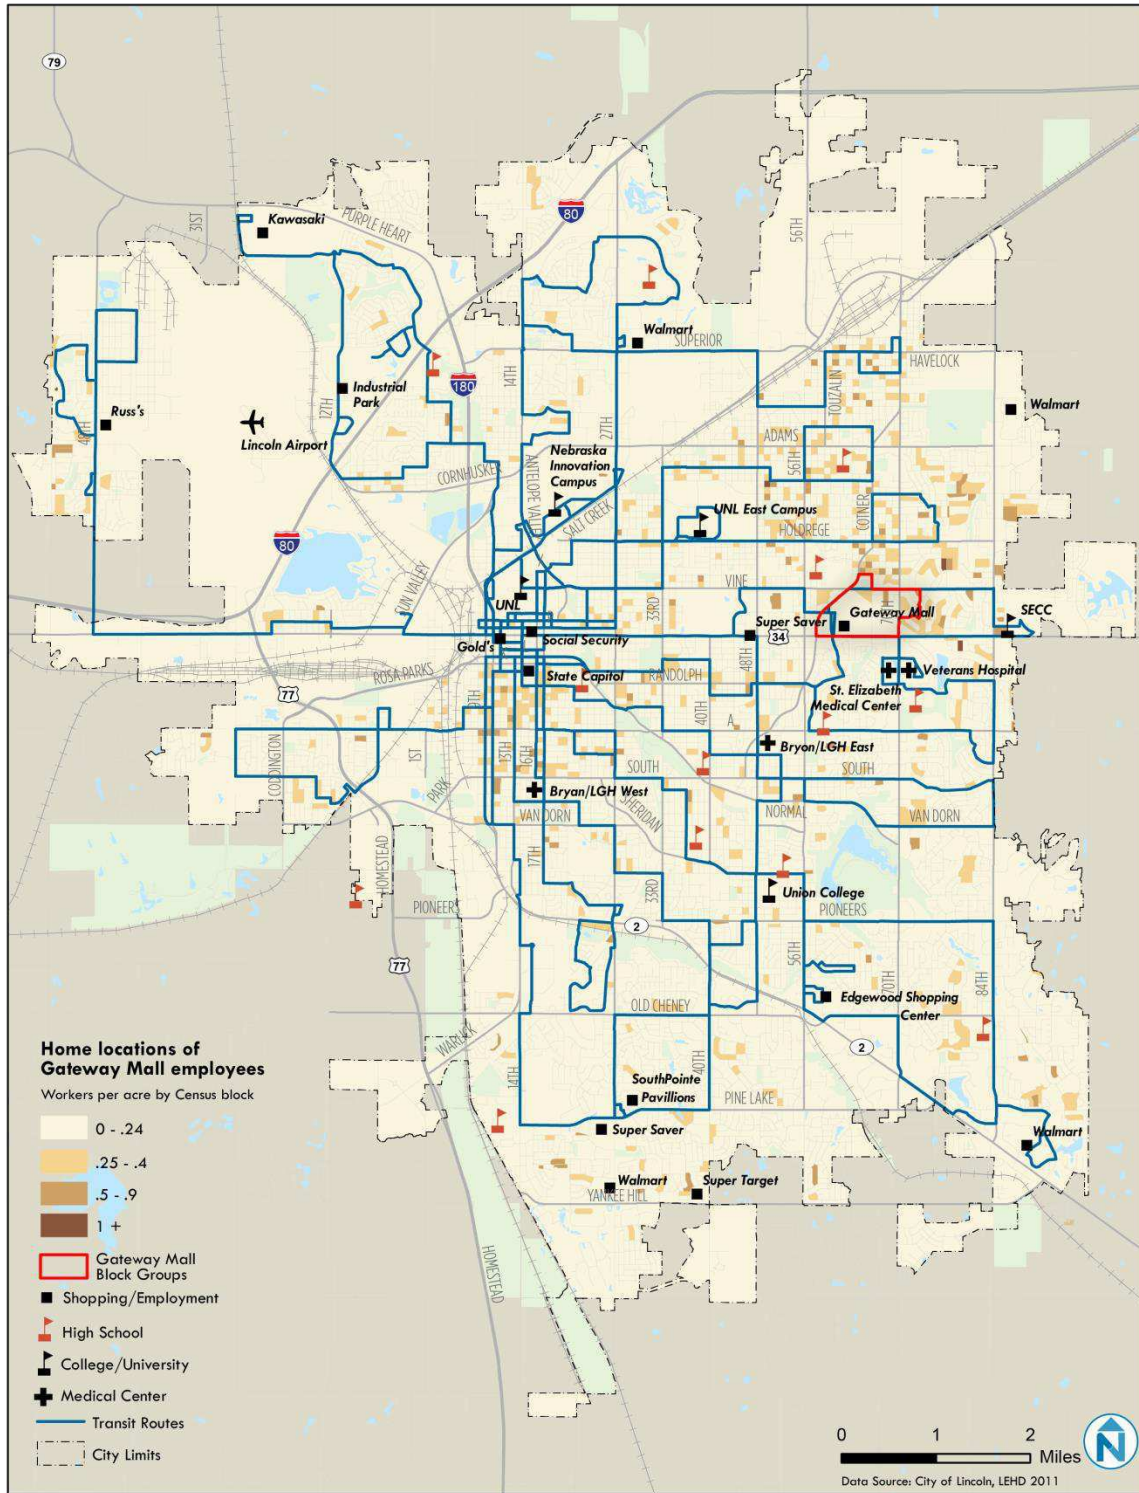 79
Kawasaki
31ST
PURPLE HEART
80
56TH
Walmart
SUPERIOR
HAVELOCK
14TH
180
12TH
Industrial
Park
27TH
TOUZALIN
Walmart
Russ's
48TH
Lincoln Airport
ADAMS
56TH
CORNHUSKER
ANTELOPE VALLEY
Nebraska
Innovation
Campus
SALT CREEK
UNL East Campus
HOLDREGE
COTNER
80
SUN VALLEY
VINE
UNL
33RD
Gateway Mall
SECC
Super Saver
34
Gold's
Social Security
48TH
ROSA PARKS
State Capitol
RANDOLPH
Veterans Hospital
St. Elizabeth
Medical Center
77
9TH
40TH
A
Bryon/LGH East
1ST
13TH
16TH
CODDINGTON
SOUTH
SOUTH
PARK
Bryan/LGH West
SHERIDAN
NORMAL
VAN DORN
VAN DORN
17TH
HOMESTEAD
33RD
Union College
PIONEERS
PIONEERS
2
77
56TH
70TH
84TH
Edgewood Shopping
Center
OLD CHENEY
WARLICK
2
14TH
40TH
SouthPointe
Pavillions
PINE LAKE
Super Saver
Walmart
Walmart
Super Target
YANKEE HILL
HOMESTEAD
Home locations of
Gateway Mall employees
Workers per acre by Census block
0 - .24
.25 - .4
.5 - .9
1 +
Gateway Mall
Block Groups
Shopping/Employment
High School
College/University
Medical Center
Transit Routes
City Limits
0 1 2
Miles
N
Data Source: City of Lincoln, LEHD 2011